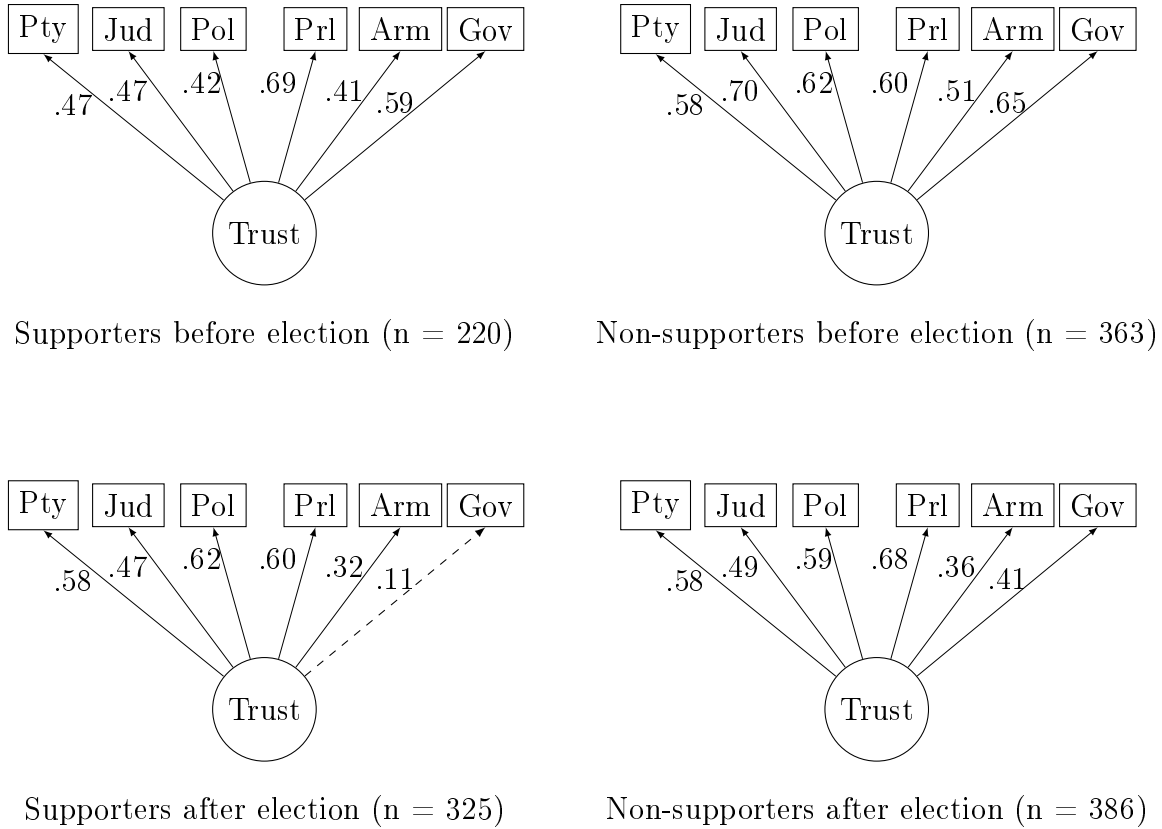 Pty Jud Pol Prl Arm Gov
.47 .47 .42 .69 .41 .59
Trust
Supporters before election (n = 220)
Pty Jud Pol Prl Arm Gov
.58 .70 .62 .60 .51 .65
Trust
Non-supporters before election (n = 363)
Pty Jud Pol Prl Arm Gov
.58 .47 .62 .60 .32 .11
Trust
Supporters after election (n = 325)
Pty Jud Pol Prl Arm Gov
.58 .49 .59 .68 .36 .41
Trust
Non-supporters after election (n = 386)